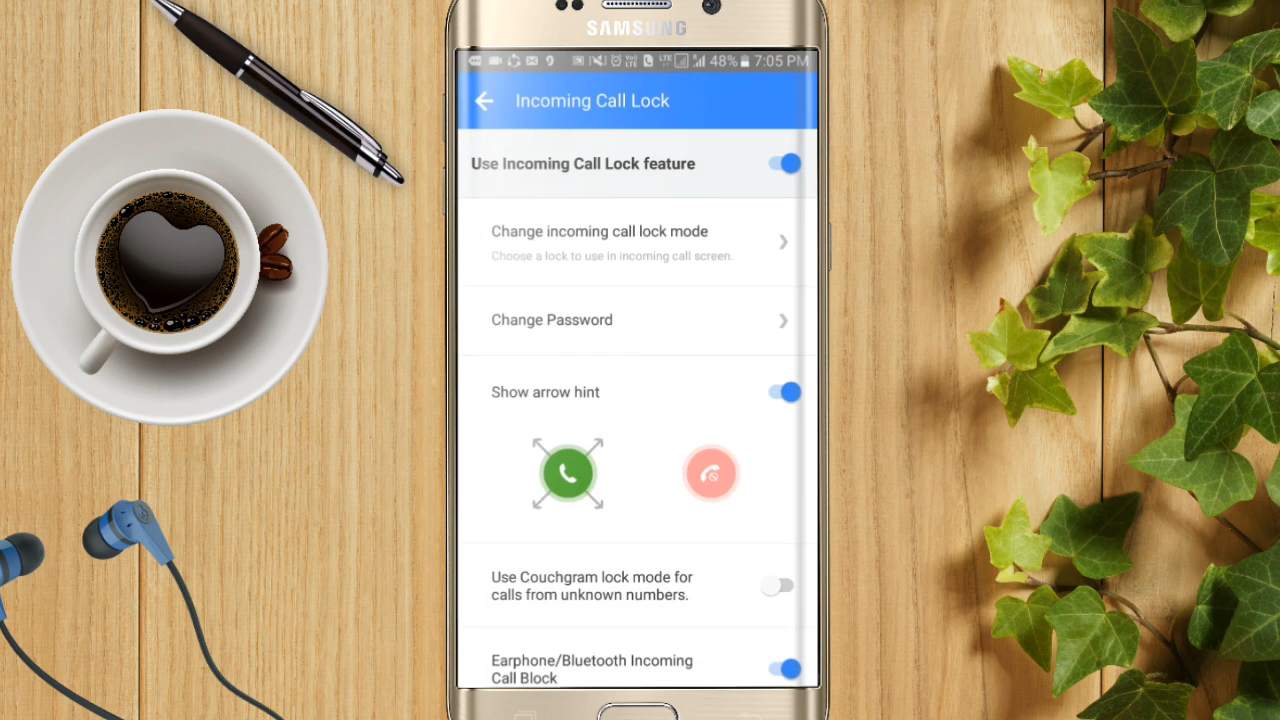 SAMSUNG
LTE 48% 7:05 PM
Incoming Call Lock
Use Incoming Call Lock feature
Change incoming call lock mode
Choose a lock to use in incoming call screen.
Change Password
Show arrow hint
Use Couchgram lock mode for
calls from unknown numbers.
Earphone/Bluetooth Incoming
Call Block